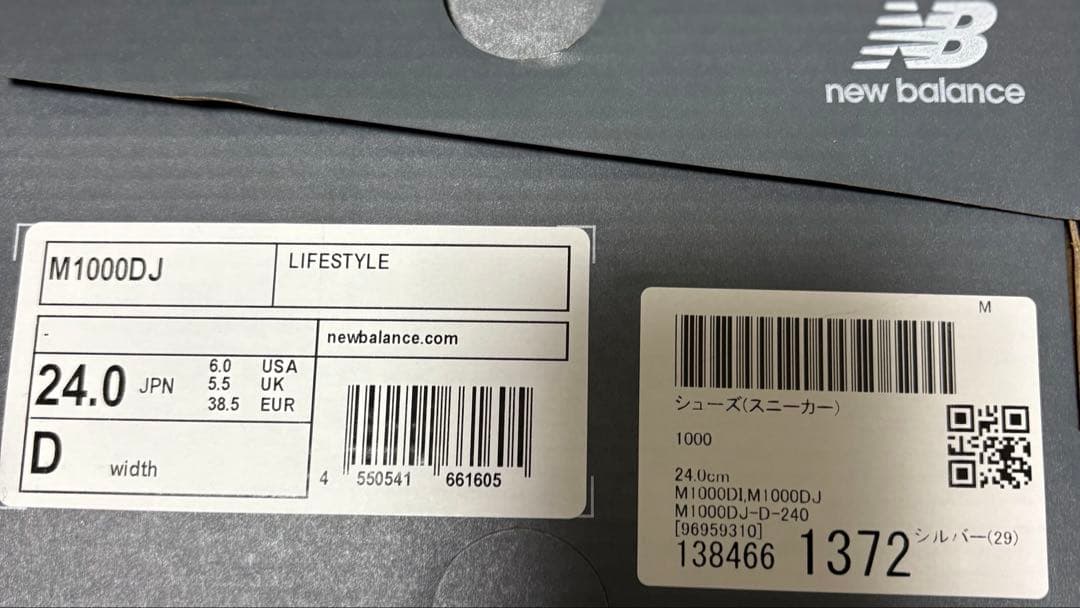 NB
new balance
M1000DJ
LIFESTYLE
-
newbalance.com
24.0 JPN
6.0 USA
5.5 UK
38.5 EUR
D width
4 550541 661605
M
シューズ(スニーカー)
1000
24.0cm
M1000DI,M1000DJ
M1000DJ-D-240
[96959310]
138466 1372 シルバー(29)